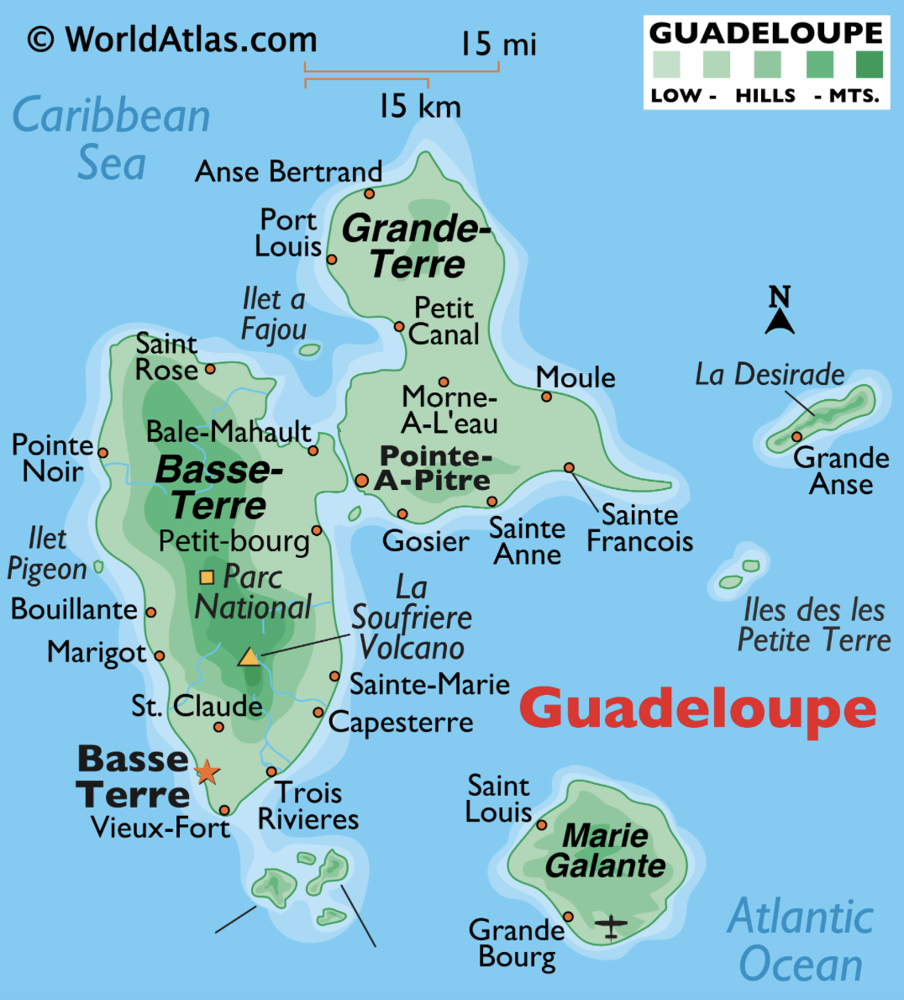 © WorldAtlas.com
15 mi
15 km
GUADELOUPE
LOW - HILLS - MTS.
Caribbean
Sea
Anse Bertrand
Port
Louis
Grande-
Terre
Ilet a
Fajou
Petit
Canal
N
Saint
Rose
Moule
La Desirade
Morne-
A-L'eau
Bale-Mahault
Pointe
Noir
Basse-
Terre
Pointe-
A-Pitre
Grande
Anse
Petit-bourg
Gosier
Sainte
Anne
Sainte
Francois
Ilet
Pigeon
Parc
National
La
Soufriere
Volcano
Bouillante
Iles des les
Petite Terre
Marigot
Sainte-Marie
St. Claude
Capesterre
Guadeloupe
Basse
Terre
Trois
Rivieres
Vieux-Fort
Saint
Louis
Marie
Galante
Grande
Bourg
Atlantic
Ocean